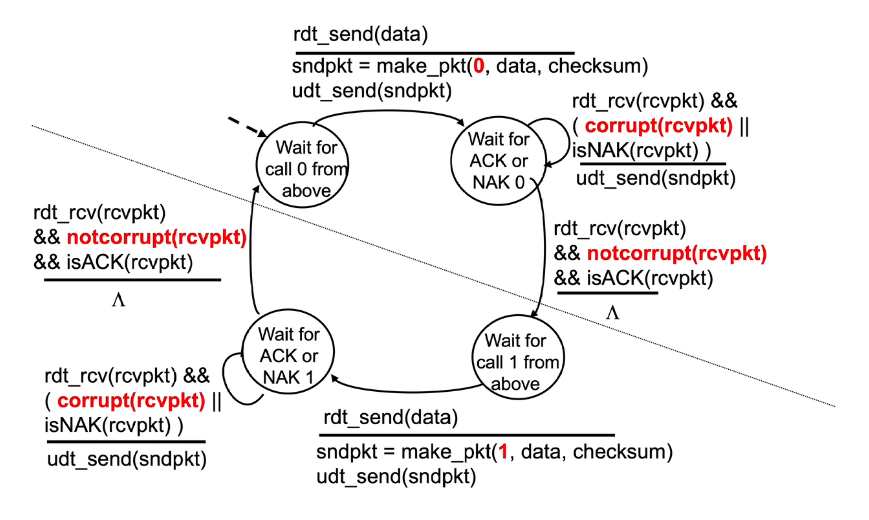 rdt_send(data)
sndpkt = make_pkt(0, data, checksum)
udt_send(sndpkt)
Wait for
call 0 from
above
Wait for
ACK or
NAK 0
rdt_rcv(rcvpkt) &&
( corrupt(rcvpkt) ||
isNAK(rcvpkt) )
udt_send(sndpkt)
rdt_rcv(rcvpkt)
&& notcorrupt(rcvpkt)
&& isACK(rcvpkt)
Λ
rdt_rcv(rcvpkt)
&& notcorrupt(rcvpkt)
&& isACK(rcvpkt)
Λ
Wait for
ACK or
NAK 1
Wait for
call 1 from
above
rdt_rcv(rcvpkt) &&
( corrupt(rcvpkt) ||
isNAK(rcvpkt) )
udt_send(sndpkt)
rdt_send(data)
sndpkt = make_pkt(1, data, checksum)
udt_send(sndpkt)